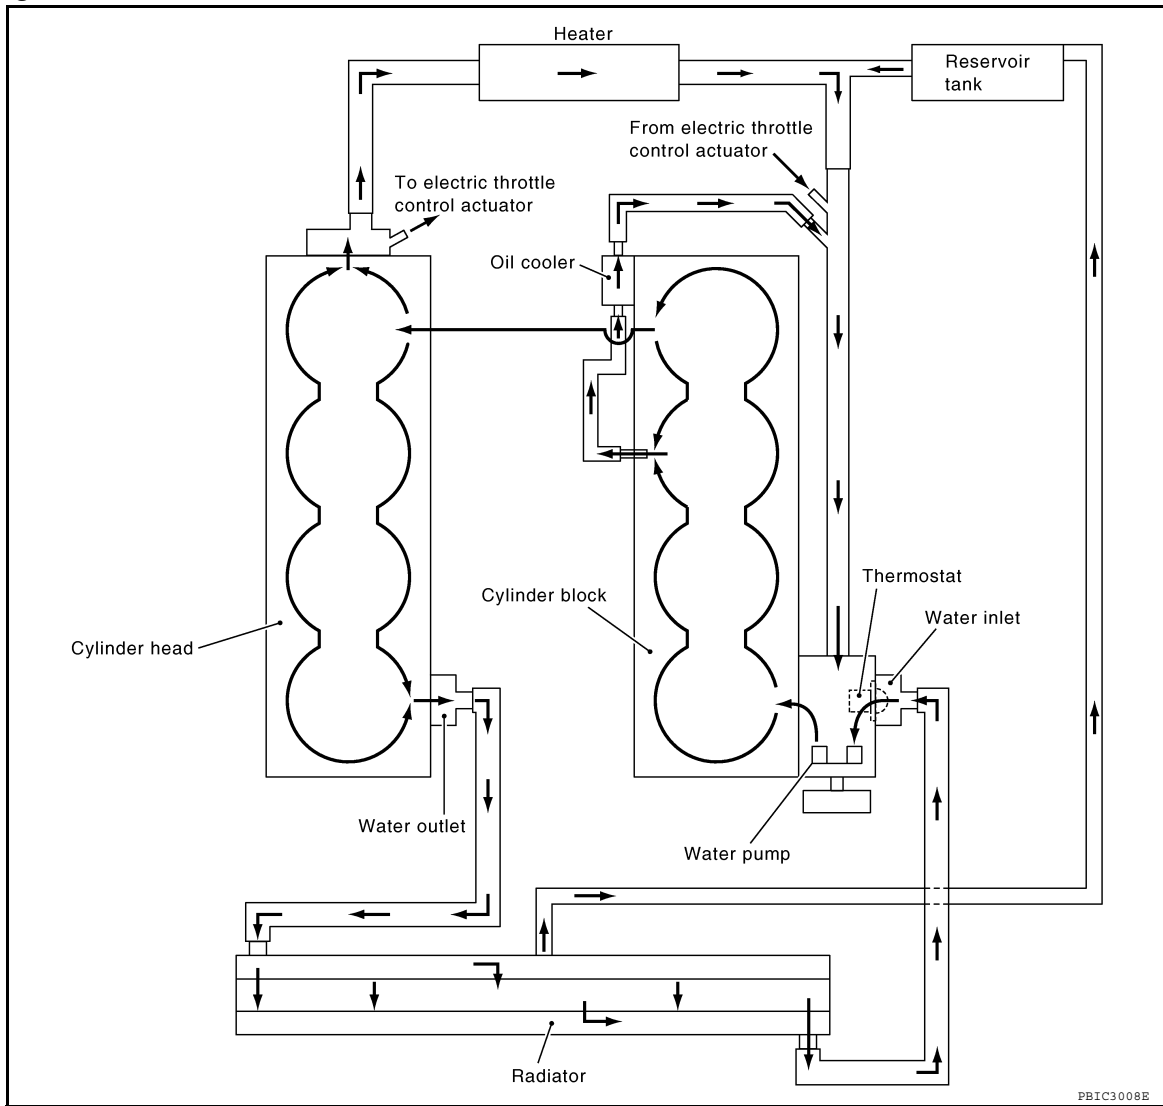 Heater
Reservoir
tank
From electric throttle
control actuator
To electric throttle
control actuator
Oil cooler
Thermostat
Cylinder block
Water inlet
Cylinder head
Water outlet
Water pump
Radiator
PBIC3008E